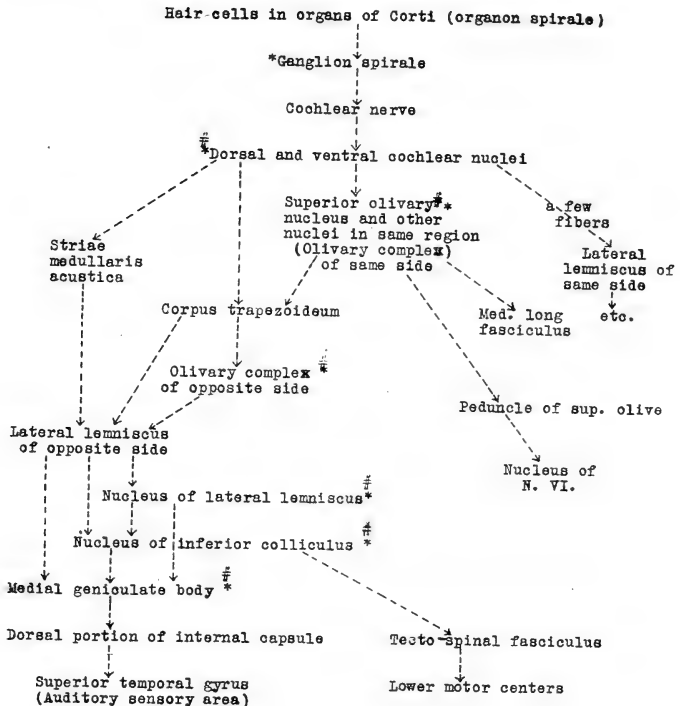 Hair cells in organs of Corti (organon spirale)
*Ganglion spirale
Cochlear nerve
#
*Dorsal and ventral cochlear nuclei
Superior olivary#*
nucleus and other
nuclei in same region
(Olivary complex)
of same side
a few
fibers
Striae
medullaris
acustica
Lateral
lemniscus of
same side
etc.
Corpus trapezoideum
Med. long
fasciculus
Olivary complex #*
of opposite side
Peduncle of sup. olive
Lateral lemniscus
of opposite side
Nucleus of
N. VI.
Nucleus of lateral lemniscus#*
Nucleus of inferior colliculus #*
Medial geniculate body #*
Dorsal portion of internal capsule
Tecto-spinal fasciculus
Superior temporal gyrus
(Auditory sensory area)
Lower motor centers